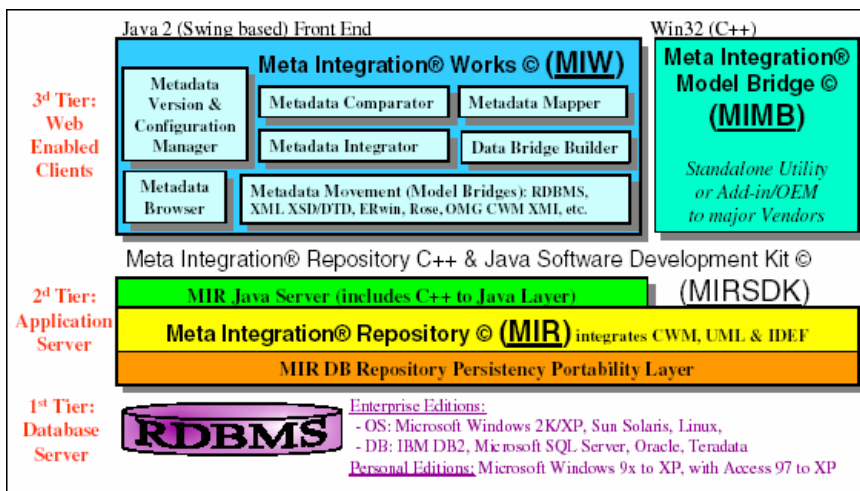 Java 2 (Swing based) Front End
Win32 (C++)
3ᵈ Tier:
Web
Enabled
Clients
Meta Integration® Works © (MIW)
Metadata
Version &
Configuration
Manager
Metadata Comparator
Metadata Mapper
Metadata Integrator
Data Bridge Builder
Metadata
Browser
Metadata Movement (Model Bridges): RDBMS,
XML XSD/DTD, ERwin, Rose, OMG CWM XMI, etc.
Meta Integration®
Model Bridge ©
(MIMB)
Standalone Utility
or Add-in/OEM
to major Vendors
Meta Integration® Repository C++ & Java Software Development Kit ©
(MIRSDK)
2ᵈ Tier:
Application
Server
MIR Java Server (includes C++ to Java Layer)
Meta Integration® Repository © (MIR) integrates CWM, UML & IDEF
MIR DB Repository Persistency Portability Layer
1ˢᵗ Tier:
Database
Server
RDBMS
Enterprise Editions:
- OS: Microsoft Windows 2K/XP, Sun Solaris, Linux,
- DB: IBM DB2, Microsoft SQL Server, Oracle, Teradata
Personal Editions: Microsoft Windows 9x to XP, with Access 97 to XP